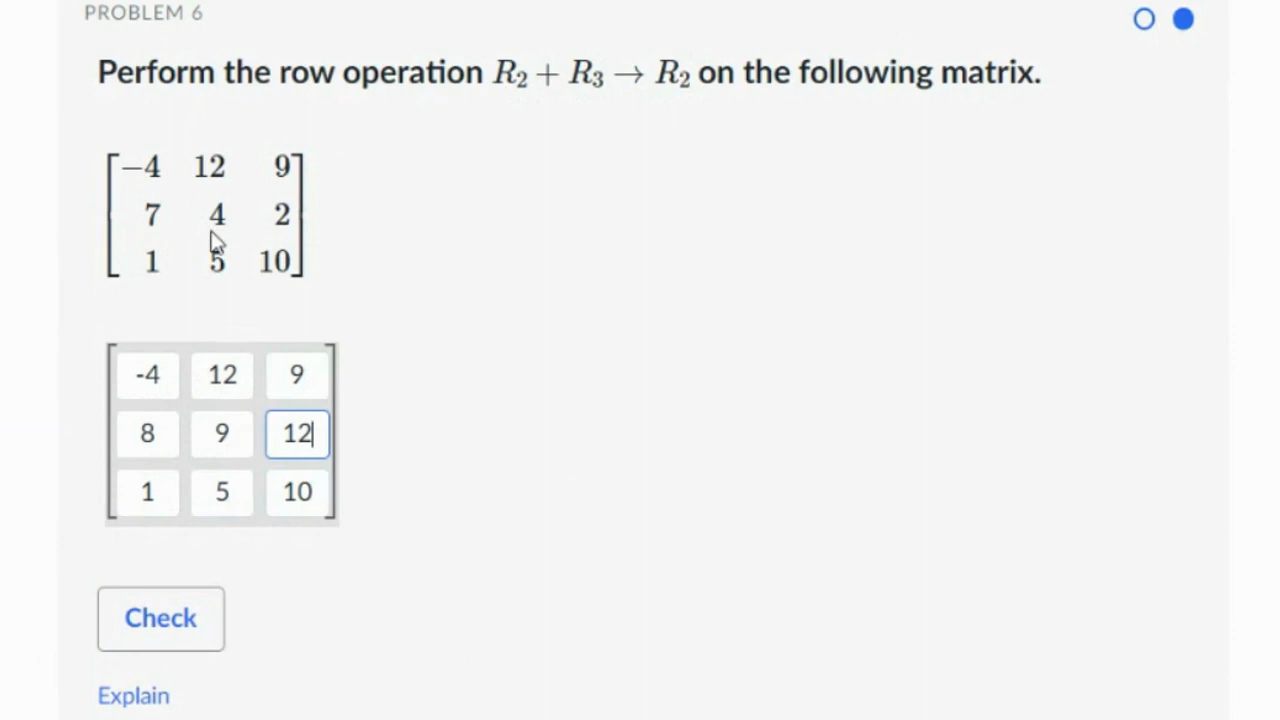 PROBLEM 6
Perform the row operation R₂ + R₃ → R₂ on the following matrix.
−4 12 9
7 4 2
1 5 10
-4 12 9
8 9 12
1 5 10
Check
Explain